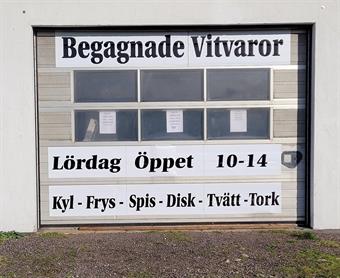 Begagnade Vitvaror
Lördag Öppet 10-14
Kyl - Frys - Spis - Disk - Tvätt - Tork